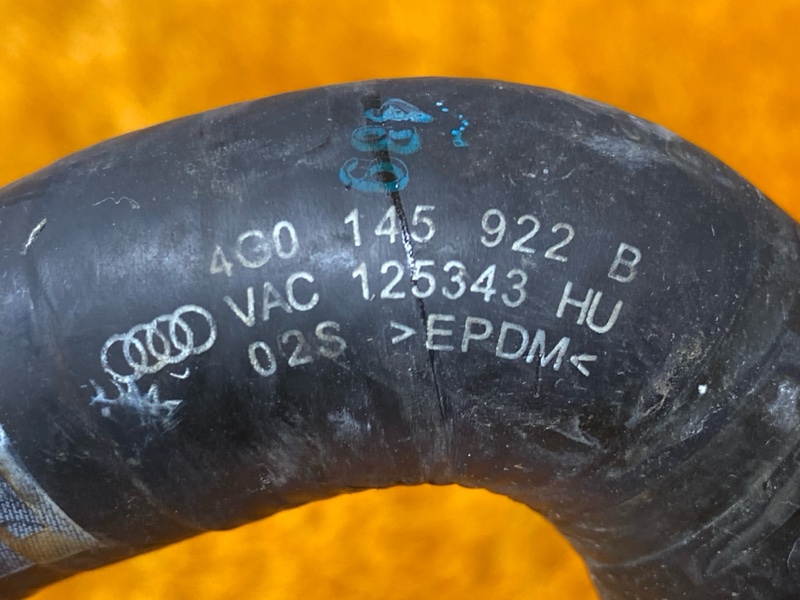 4G0 145 922 B
VAC 125343 HU
02S >EPDM<